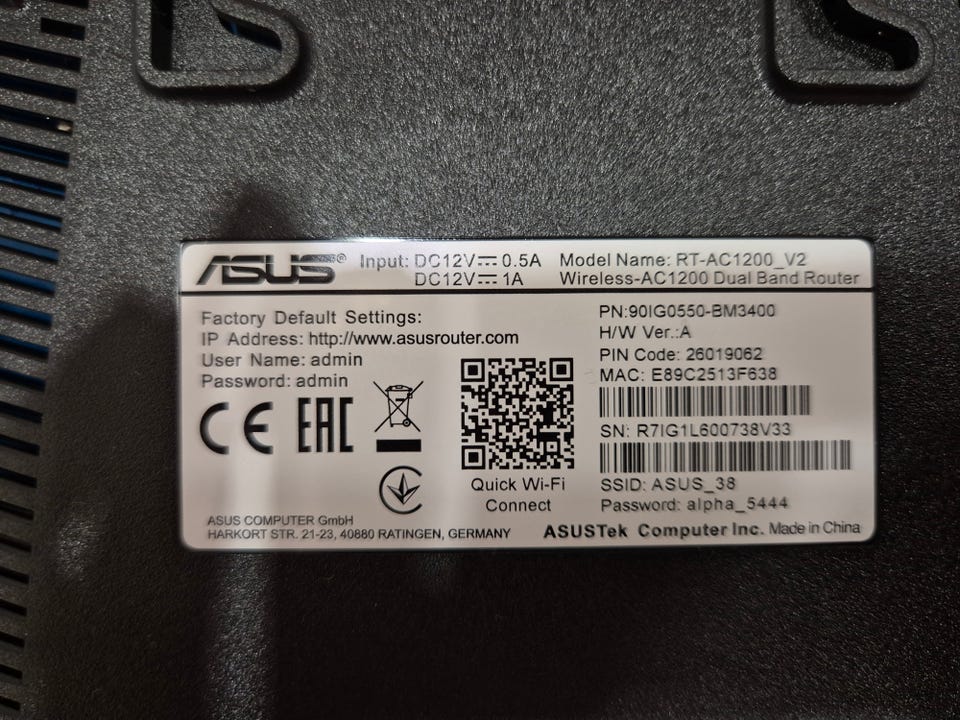 ASUS® Input: DC12V⎓0.5A Model Name: RT-AC1200_V2
DC12V⎓1A Wireless-AC1200 Dual Band Router
Factory Default Settings:
IP Address: http://www.asusrouter.com
User Name: admin
Password: admin
PN:90IG0550-BM3400
H/W Ver.:A
PIN Code: 26019062
MAC: E89C2513F638
SN: R7IG1L600738V33
SSID: ASUS_38
Password: alpha_5444
CE EAC
Quick Wi-Fi
Connect
ASUS COMPUTER GmbH
HARKORT STR. 21-23, 40880 RATINGEN, GERMANY
ASUSTek Computer Inc. Made in China